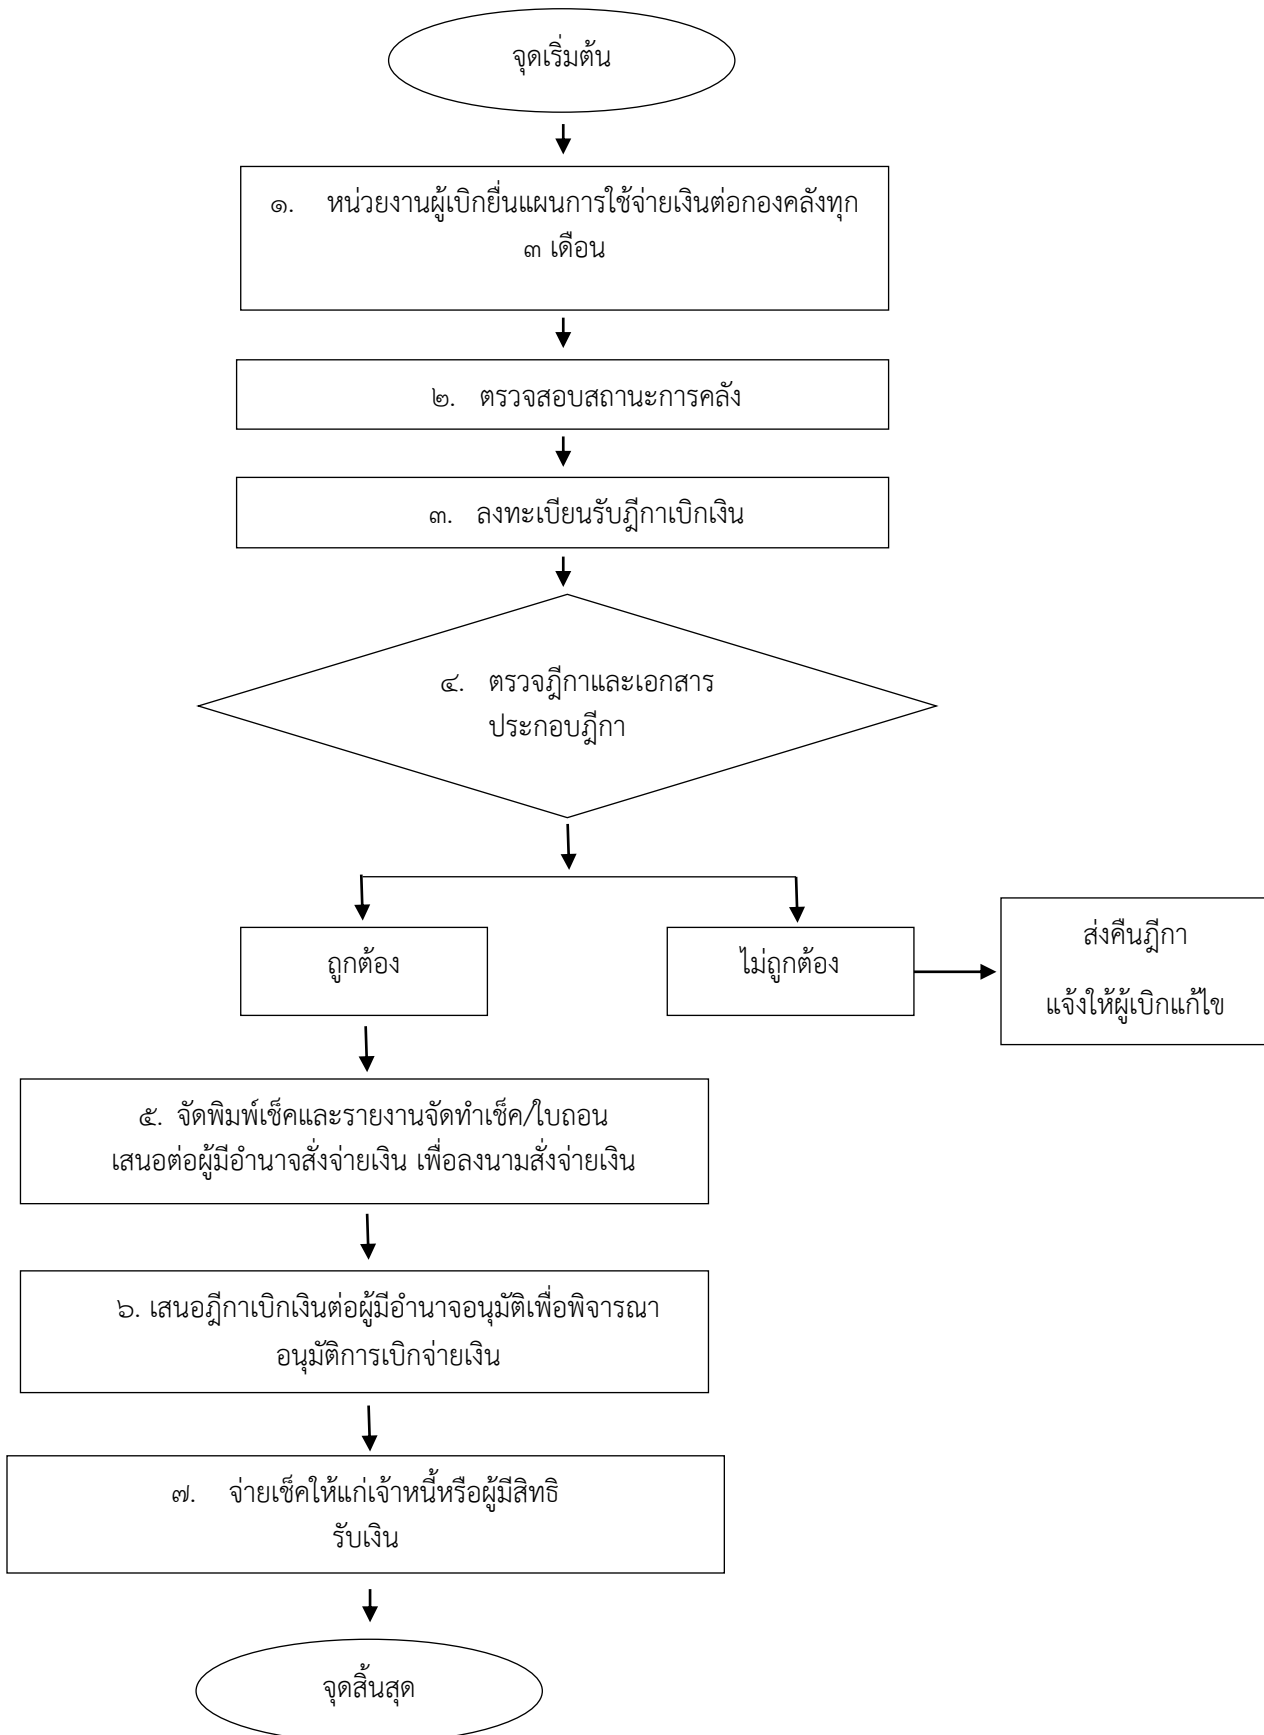 จุดเริ่มต้น
๑. หน่วยงานผู้เบิกยื่นแผนการใช้จ่ายเงินต่อกองคลังทุก
๓ เดือน
๒. ตรวจสอบสถานะการคลัง
๓. ลงทะเบียนรับฎีกาเบิกเงิน
๔. ตรวจฎีกาและเอกสาร
ประกอบฎีกา
ถูกต้อง
ไม่ถูกต้อง
ส่งคืนฎีกา
แจ้งให้ผู้เบิกแก้ไข
๕. จัดพิมพ์เช็คและรายงานจัดทำเช็ค/ใบถอน
เสนอต่อผู้มีอำนาจสั่งจ่ายเงิน เพื่อลงนามสั่งจ่ายเงิน
๖. เสนอฎีกาเบิกเงินต่อผู้มีอำนาจอนุมัติเพื่อพิจารณา
อนุมัติการเบิกจ่ายเงิน
๗. จ่ายเช็คให้แก่เจ้าหนี้หรือผู้มีสิทธิ
รับเงิน
จุดสิ้นสุด